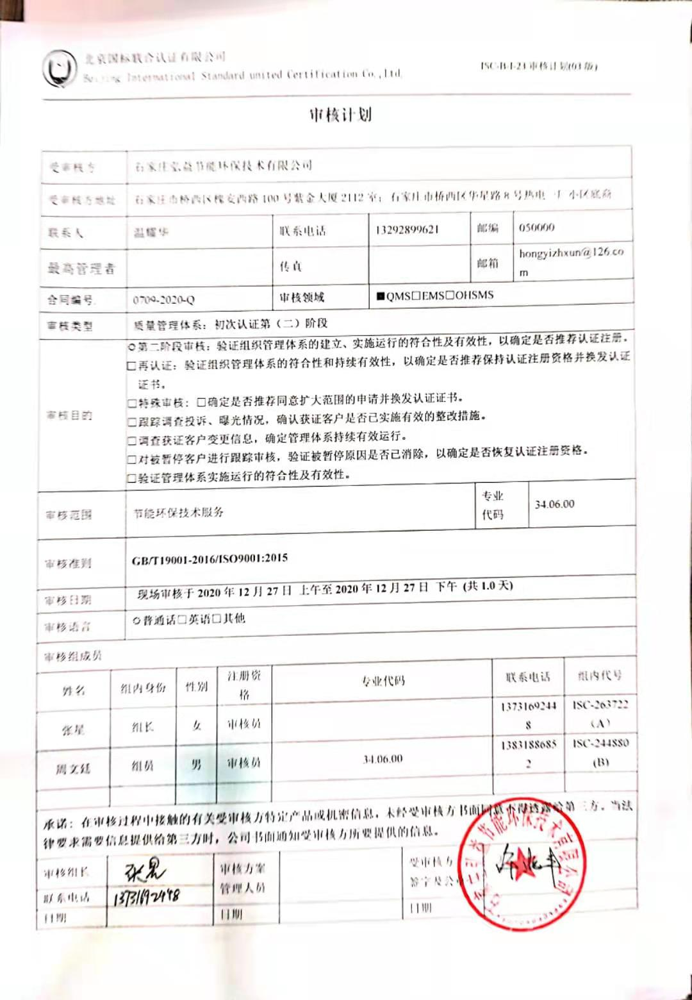 北京国标联合认证有限公司
Beijing International Standard united Certification Co.,Ltd.
ISC-B-I-23 审核计划(03 版)
审核计划
受审核方 石家庄弘益节能环保技术有限公司
受审核方地址 石家庄市桥西区槐安西路 100 号紫金大厦 2112 室；石家庄市桥西区华星路 8 号热电一厂小区底商
联系人 温耀华 联系电话 13292899621 邮编 050000
最高管理者 传真 邮箱 hongyizhxun@126.co
m
合同编号 0709-2020-Q 审核领域 ■QMS□EMS□OHSMS
审核类型 质量管理体系：初次认证第（二）阶段
审核目的
○第二阶段审核：验证组织管理体系的建立、实施运行的符合性及有效性，以确定是否推荐认证注册。
□再认证：验证组织管理体系的符合性和持续有效性，以确定是否推荐保持认证注册资格并换发认证
证书。
□特殊审核：□确定是否推荐同意扩大范围的申请并换发认证证书。
□跟踪调查投诉、曝光情况，确认获证客户是否已实施有效的整改措施。
□调查获证客户变更信息，确定管理体系持续有效运行。
□对被暂停客户进行跟踪审核，验证被暂停原因是否已消除，以确定是否恢复认证注册资格。
□验证管理体系实施运行的符合性及有效性。
审核范围 节能环保技术服务 专业
代码 34.06.00
审核准则 GB/T19001-2016/ISO9001:2015
审核日期 现场审核于 2020 年 12 月 27 日 上午至 2020 年 12 月 27 日 下午 (共 1.0 天)
审核语言 ○普通话□英语□其他
审核组成员
姓名 组内身份 性别 注册资
格 专业代码 联系电话 组内代号
张星 组长 女 审核员 1373169244
8 ISC-263722
（A）
周文廷 组员 男 审核员 34.06.00 1383188685
2 ISC-244880
(B)
承诺：在审核过程中接触的有关受审核方特定产品或机密信息，未经受审核方书面同意不得透露给第三方。当法
律要求需要信息提供给第三方时，公司书面通知受审核方所要提供的信息。
审核组长 张星 审核方案
管理人员 受审核方
签字及公
联系电话 13731692448
日期 日期 日期